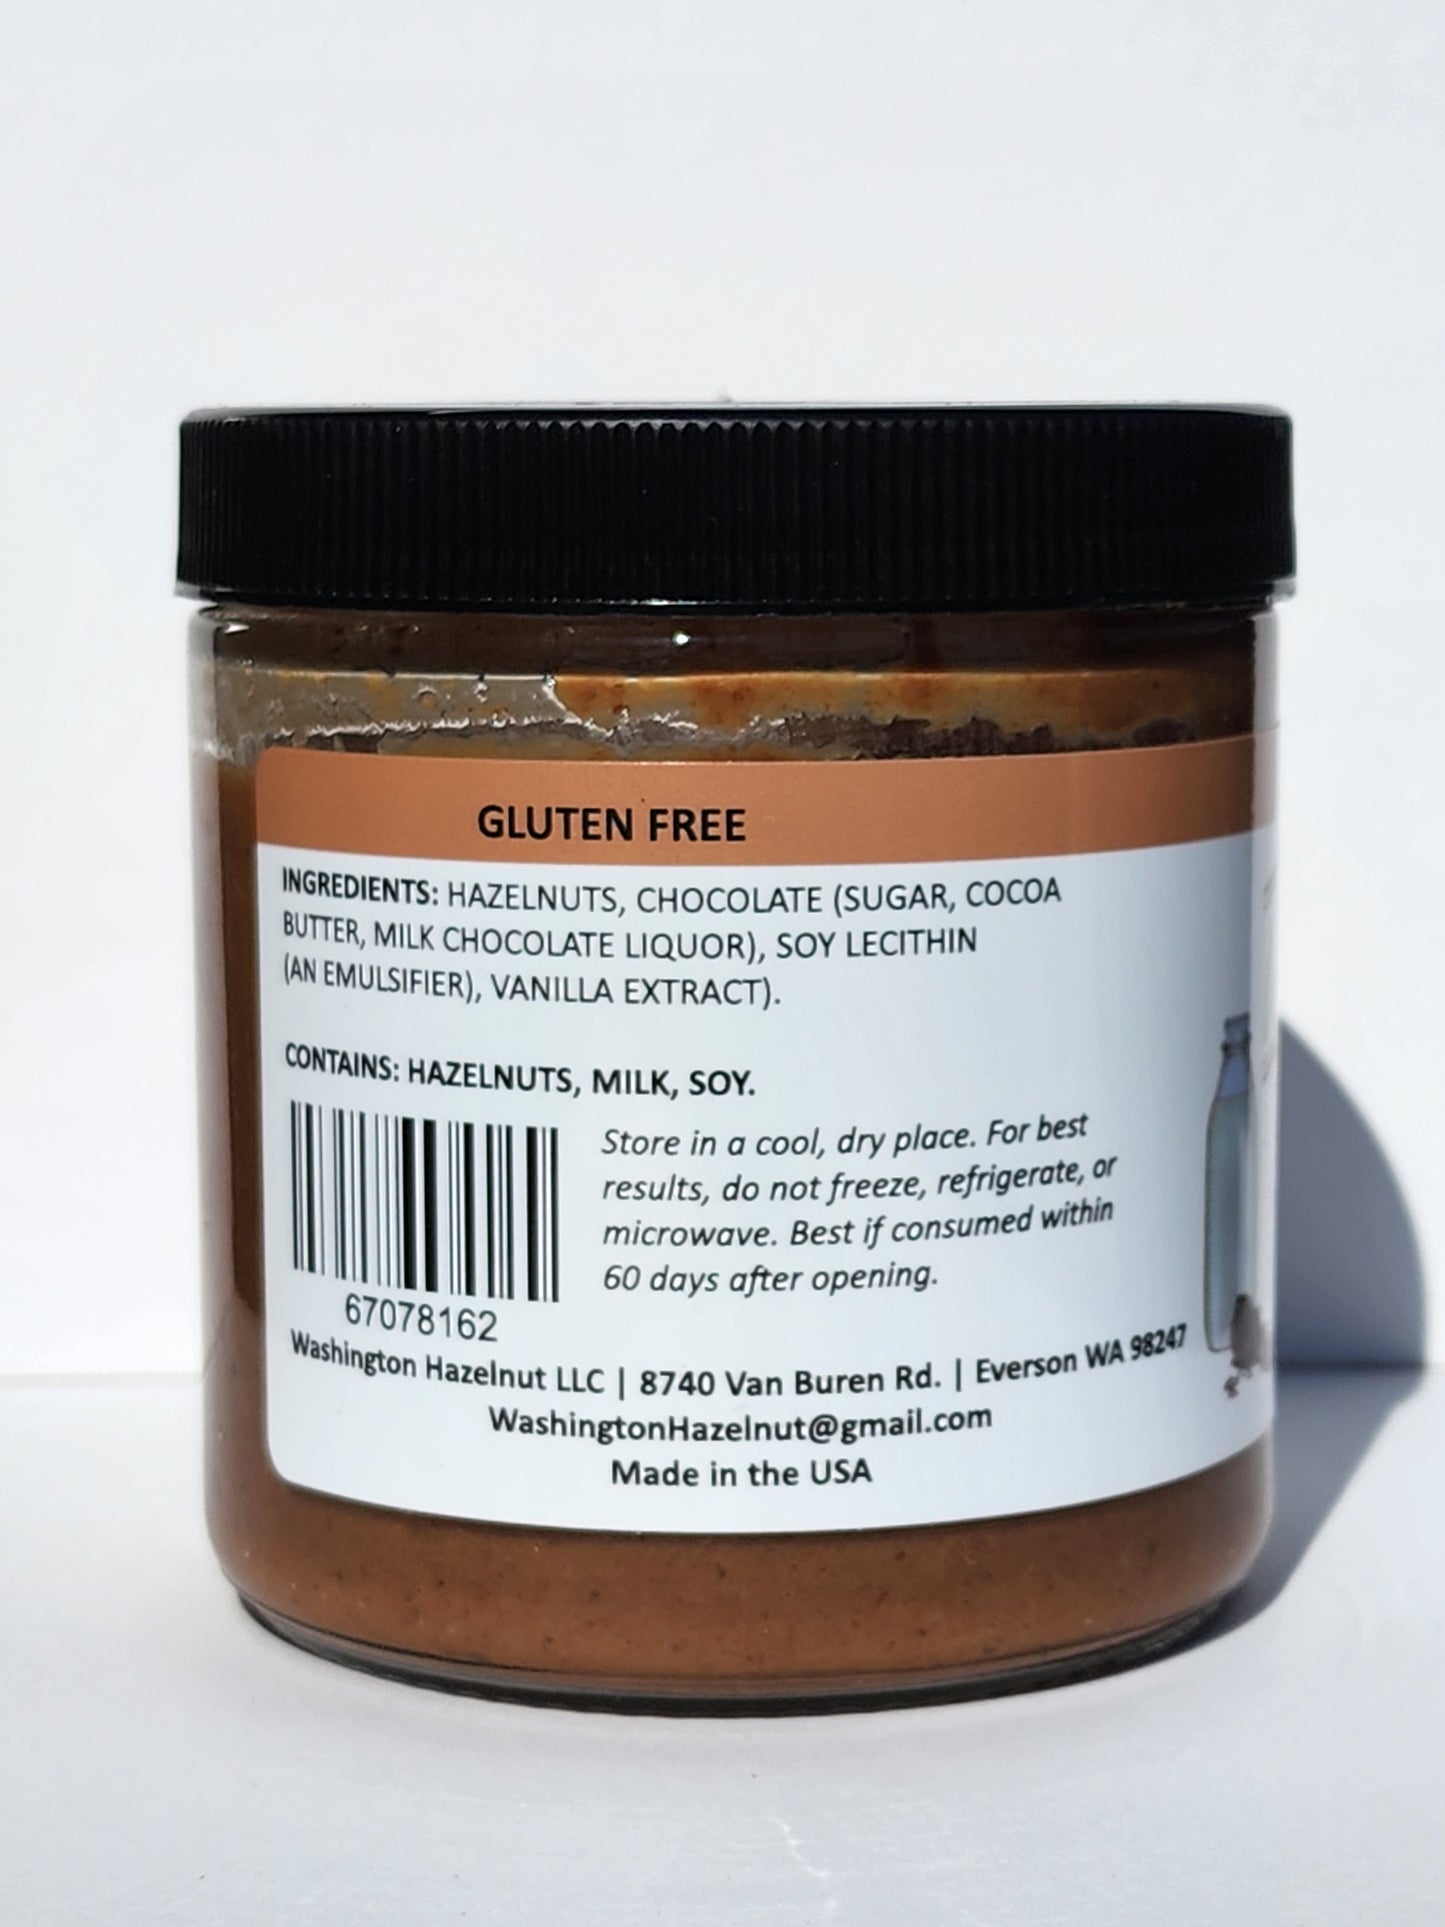 GLUTEN FREE
INGREDIENTS: HAZELNUTS, CHOCOLATE (SUGAR, COCOA
BUTTER, MILK CHOCOLATE LIQUOR), SOY LECITHIN
(AN EMULSIFIER), VANILLA EXTRACT).
CONTAINS: HAZELNUTS, MILK, SOY.
Store in a cool, dry place. For best
results, do not freeze, refrigerate, or
microwave. Best if consumed within
60 days after opening.
67078162
Washington Hazelnut LLC | 8740 Van Buren Rd. | Everson WA 98247
WashingtonHazelnut@gmail.com
Made in the USA